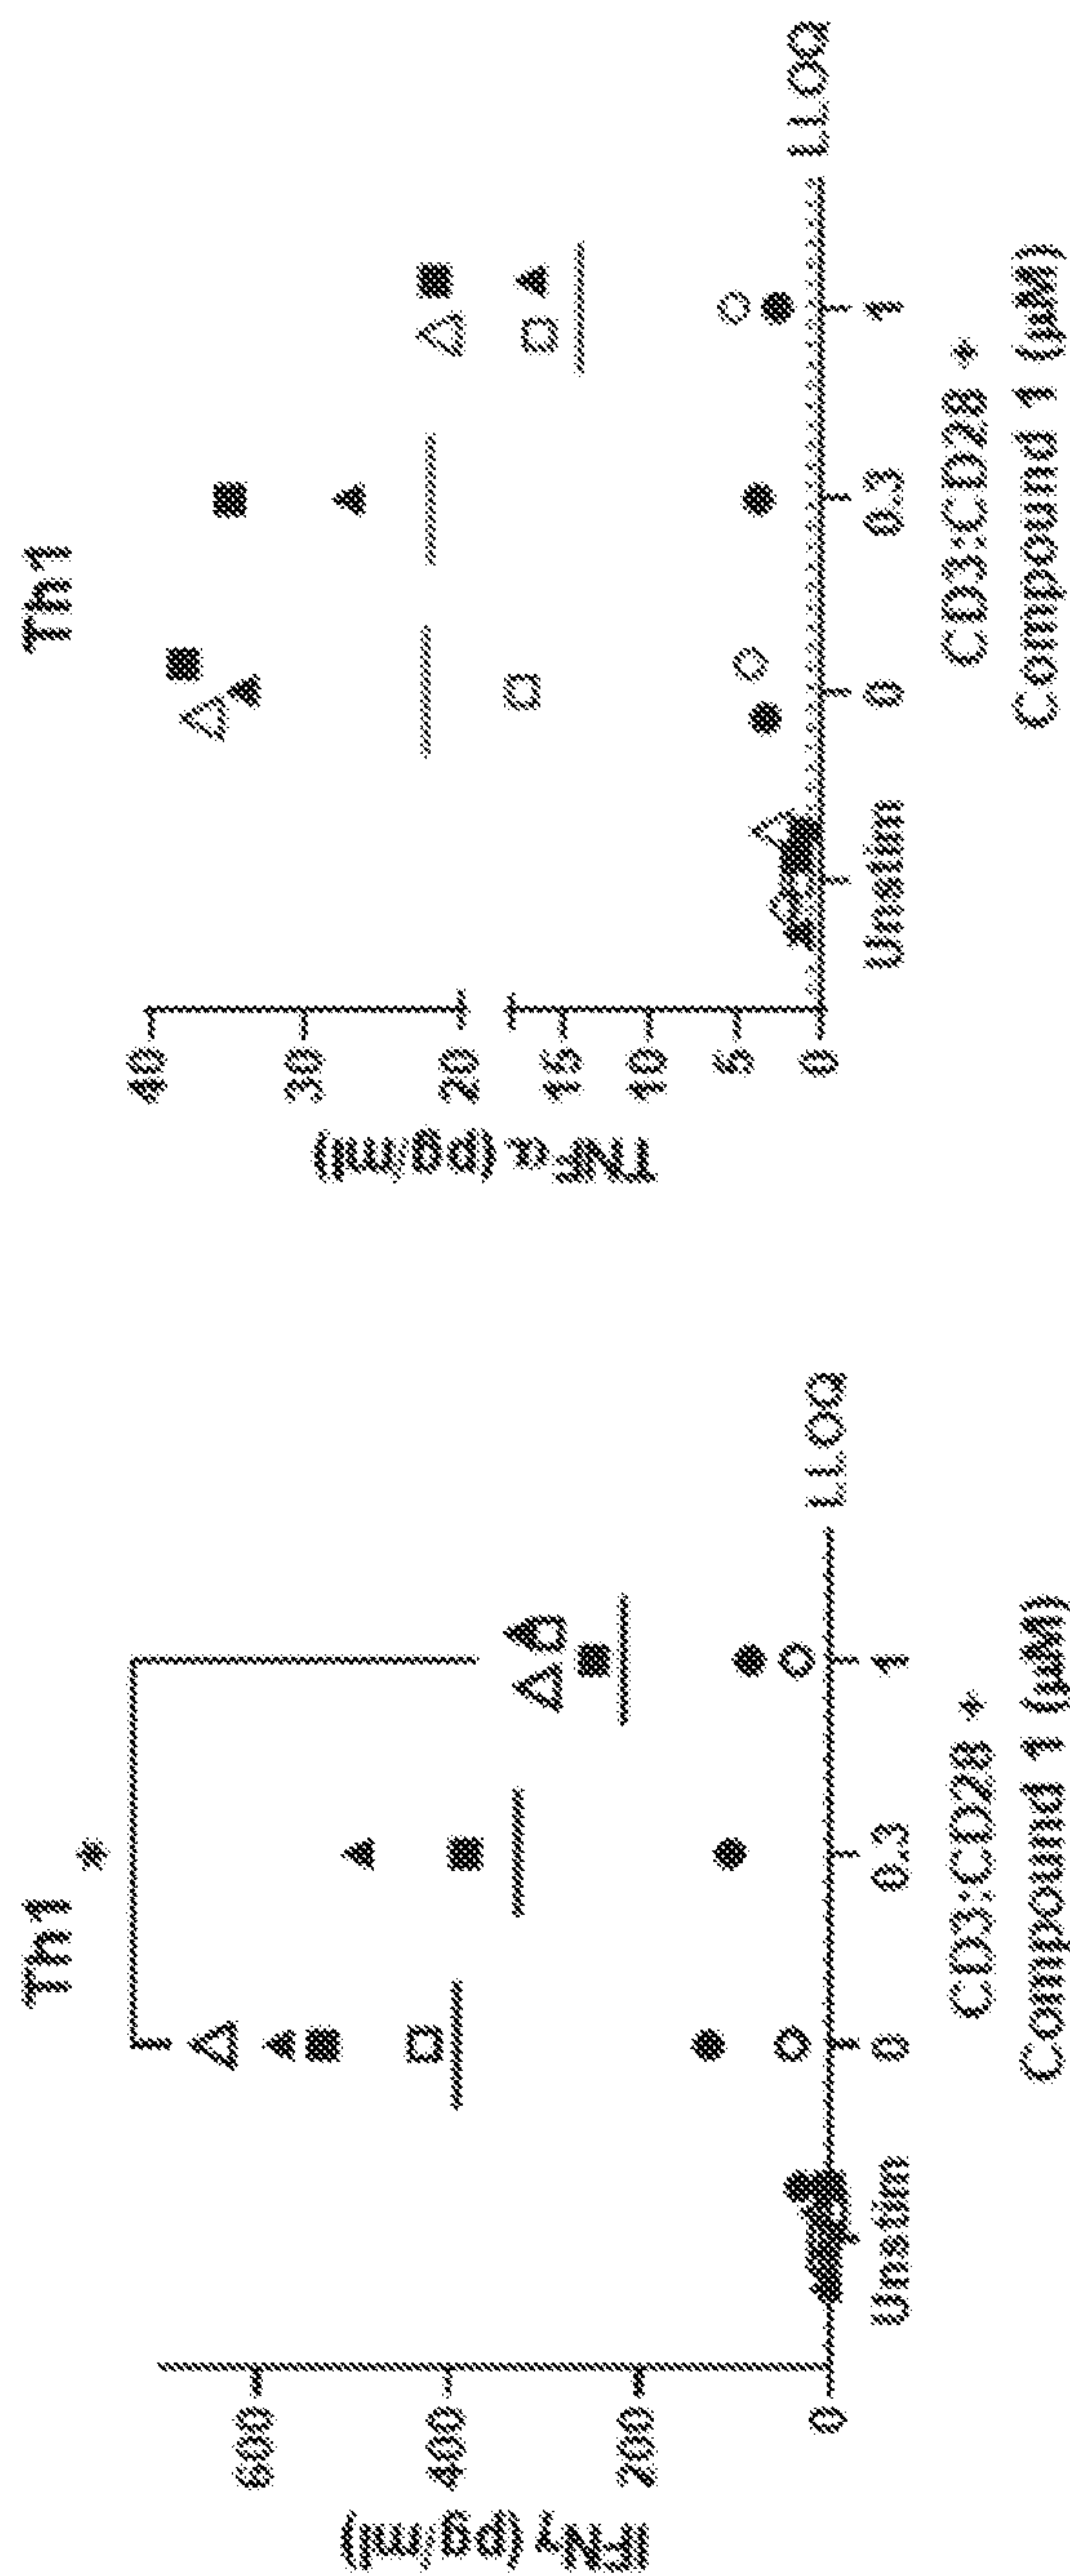 Th1
*
IFNγ (pg/ml)
600
400
200
0
LLOQ
Unstim
0
0.3
1
CD3:CD28 +
Compound 1 (µM)
Th1
TNFα (pg/ml)
40
30
20
15
10
5
0
LLOQ
Unstim
0
0.3
1
CD3:CD28 +
Compound 1 (µM)